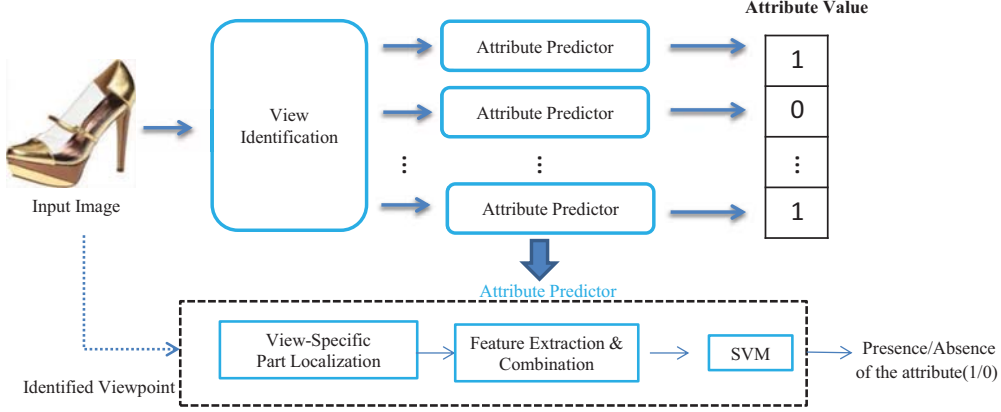 Attribute Value
Attribute Predictor
1
View
Identification
Attribute Predictor
0
⋮
⋮
⋮
Input Image
Attribute Predictor
1
Attribute Predictor
View-Specific
Part Localization
Feature Extraction &
Combination
SVM
Presence/Absence
of the attribute(1/0)
Identified Viewpoint